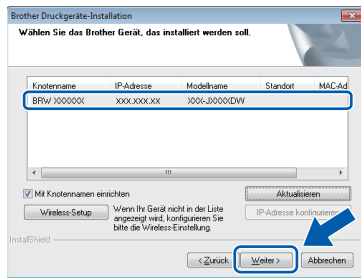 Brother Druckgeräte-Installation
Wählen Sie das Brother Gerät, das installiert werden soll.
Knotenname IP-Adresse Modellname Standort MAC-Ad
BRW XXXXXX XXX.XXX.XX XXX-JXXXXDW
Mit Knotennamen einrichten
Aktualisieren
Wireless-Setup
Wenn Ihr Gerät nicht in der Liste
angezeigt wird, konfigurieren Sie
bitte die Wireless-Einstellung.
IP-Adresse konfigurieren
InstallShield
< Zurück Weiter > Abbrechen